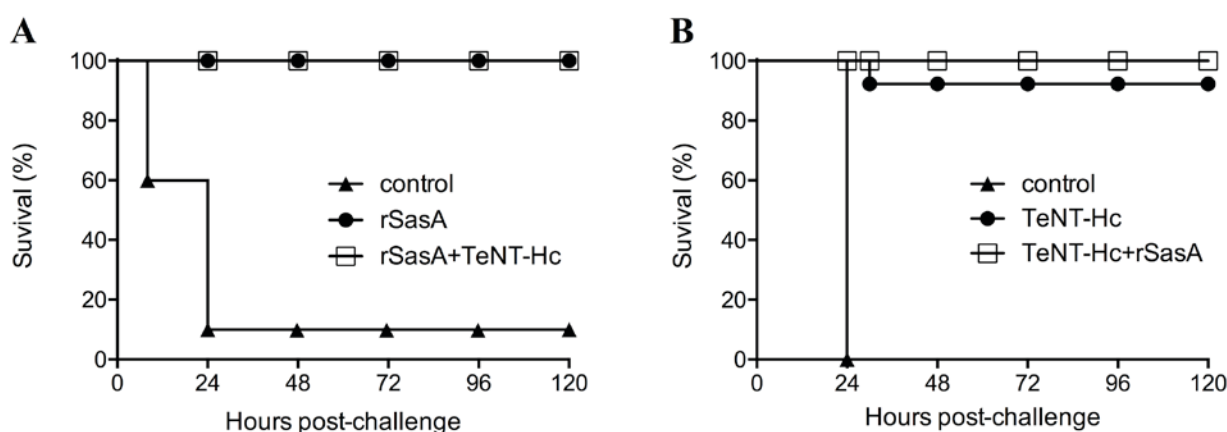 A
100
80
60
40
20
0
Suvival (%)
control
rSasA
rSasA+TeNT-Hc
0 24 48 72 96 120
Hours post-challenge
B
100
80
60
40
20
0
Suvival (%)
control
TeNT-Hc
TeNT-Hc+rSasA
0 24 48 72 96 120
Hours post-challenge